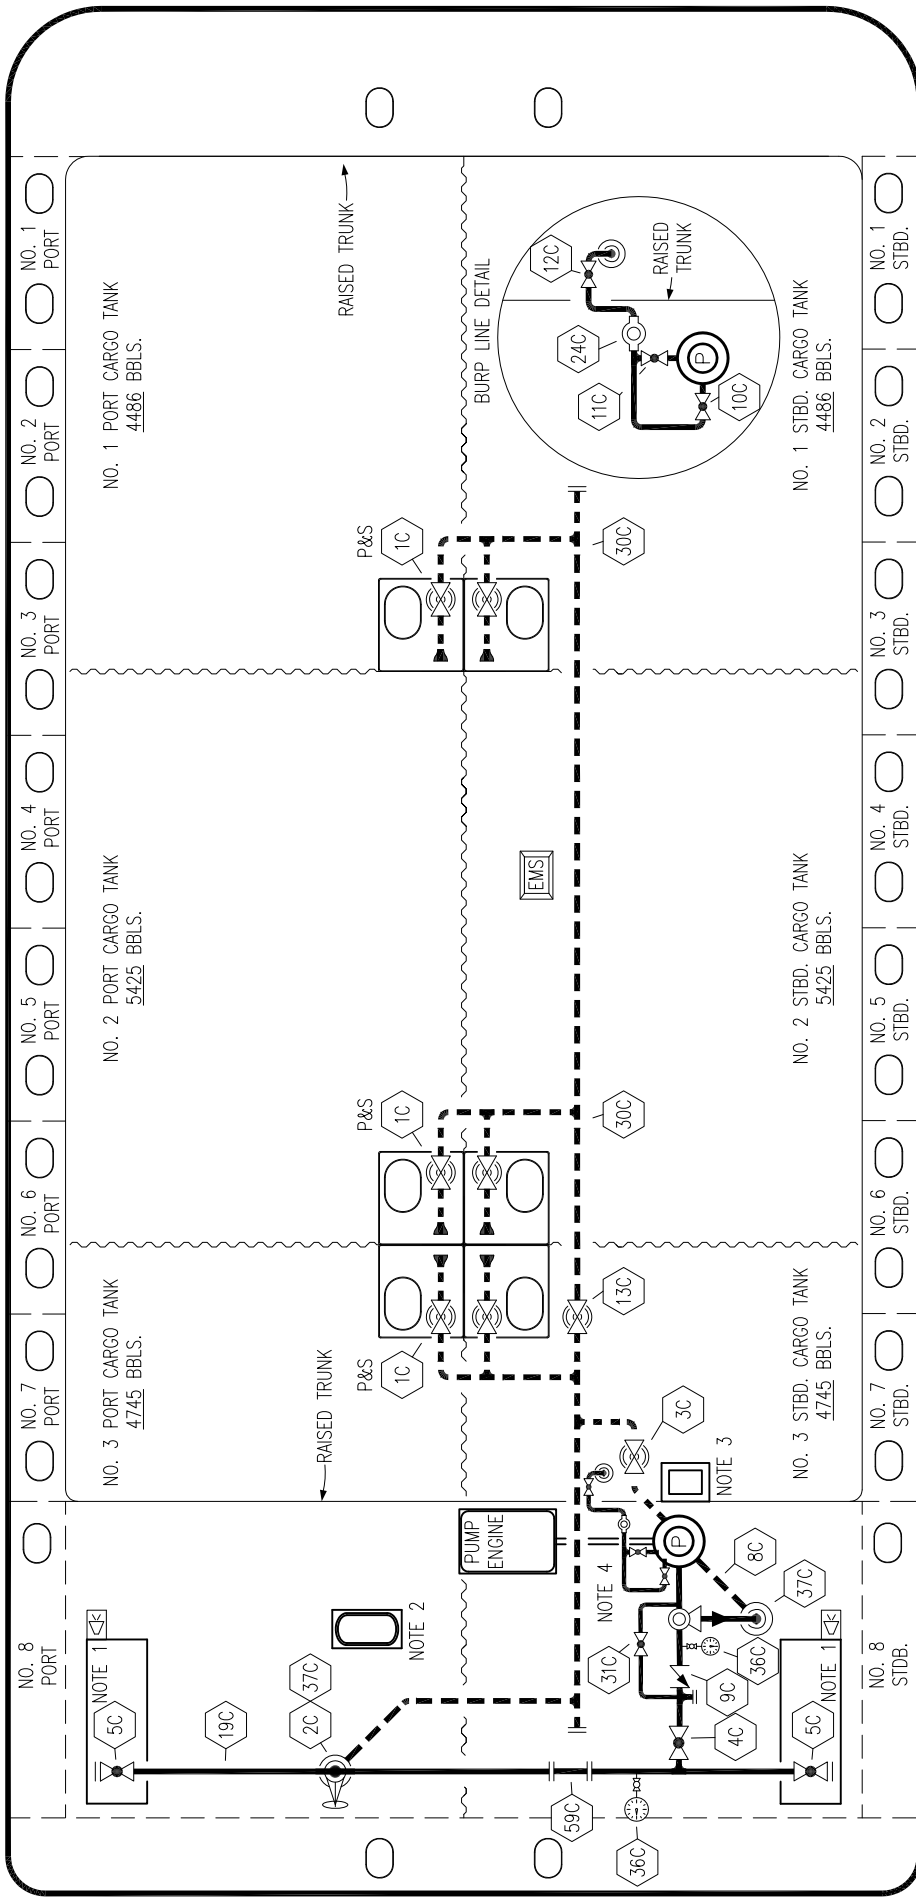 NO. 1
PORT
NO. 2
PORT
NO. 3
PORT
NO. 4
PORT
NO. 5
PORT
NO. 6
PORT
NO. 7
PORT
NO. 8
PORT
NO. 1 PORT CARGO TANK
4486 BBLS.
NO. 2 PORT CARGO TANK
5425 BBLS.
NO. 3 PORT CARGO TANK
4745 BBLS.
RAISED TRUNK
RAISED TRUNK
P&S
1C
P&S
1C
P&S
1C
BURP LINE DETAIL
12C
24C
11C
10C
P
RAISED
TRUNK
30C
EMS
30C
13C
3C
NOTE 3
PUMP
ENGINE
P
NOTE 4
8C
37C
31C
36C
9C
4C
NOTE 2
37C
2C
NOTE 1
5C
19C
59C
36C
5C
NOTE 1
NO. 1 STBD. CARGO TANK
4486 BBLS.
NO. 2 STBD. CARGO TANK
5425 BBLS.
NO. 3 STBD. CARGO TANK
4745 BBLS.
NO. 1
STBD.
NO. 2
STBD.
NO. 3
STBD.
NO. 4
STBD.
NO. 5
STBD.
NO. 6
STBD.
NO. 7
STBD.
NO. 8
STDB.